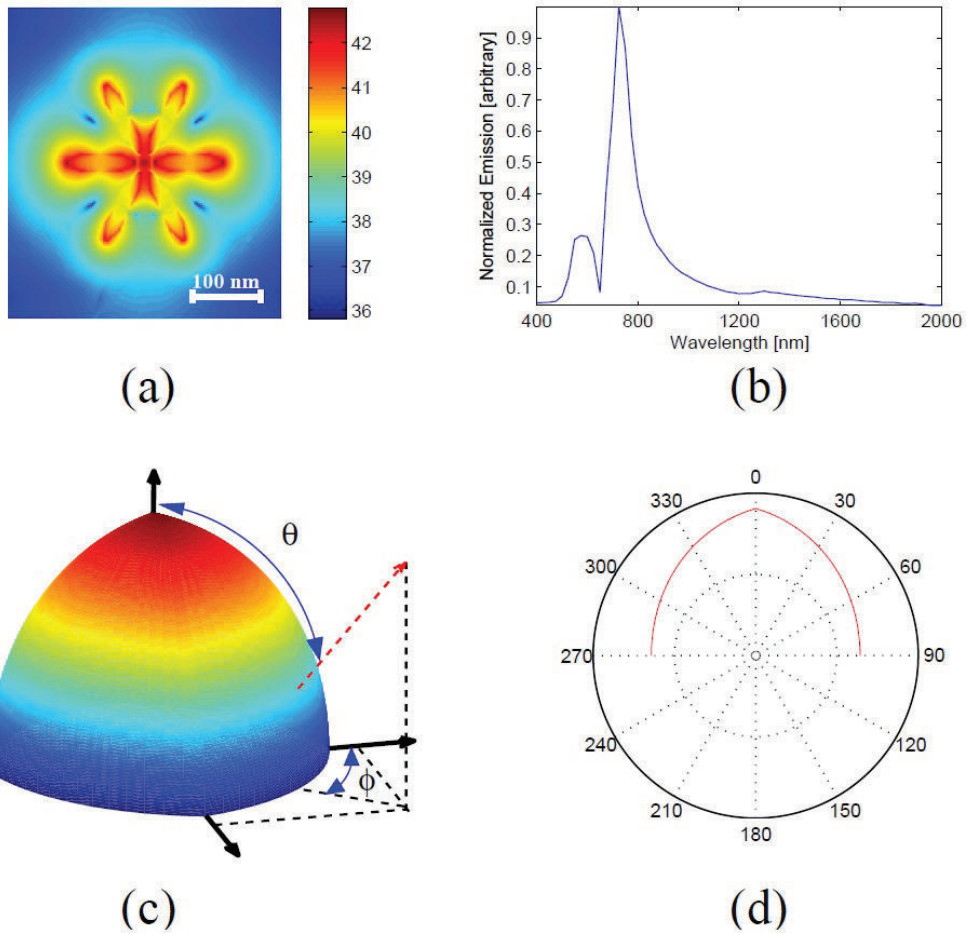 42
41
40
39
38
37
36
100 nm
(a)
Normalized Emission [arbitrary]
0.9
0.8
0.7
0.6
0.5
0.4
0.3
0.2
0.1
400 800 1200 1600 2000
Wavelength [nm]
(b)
θ
ϕ
(c)
0
330 30
300 60
270 90
240 120
210 150
180
(d)